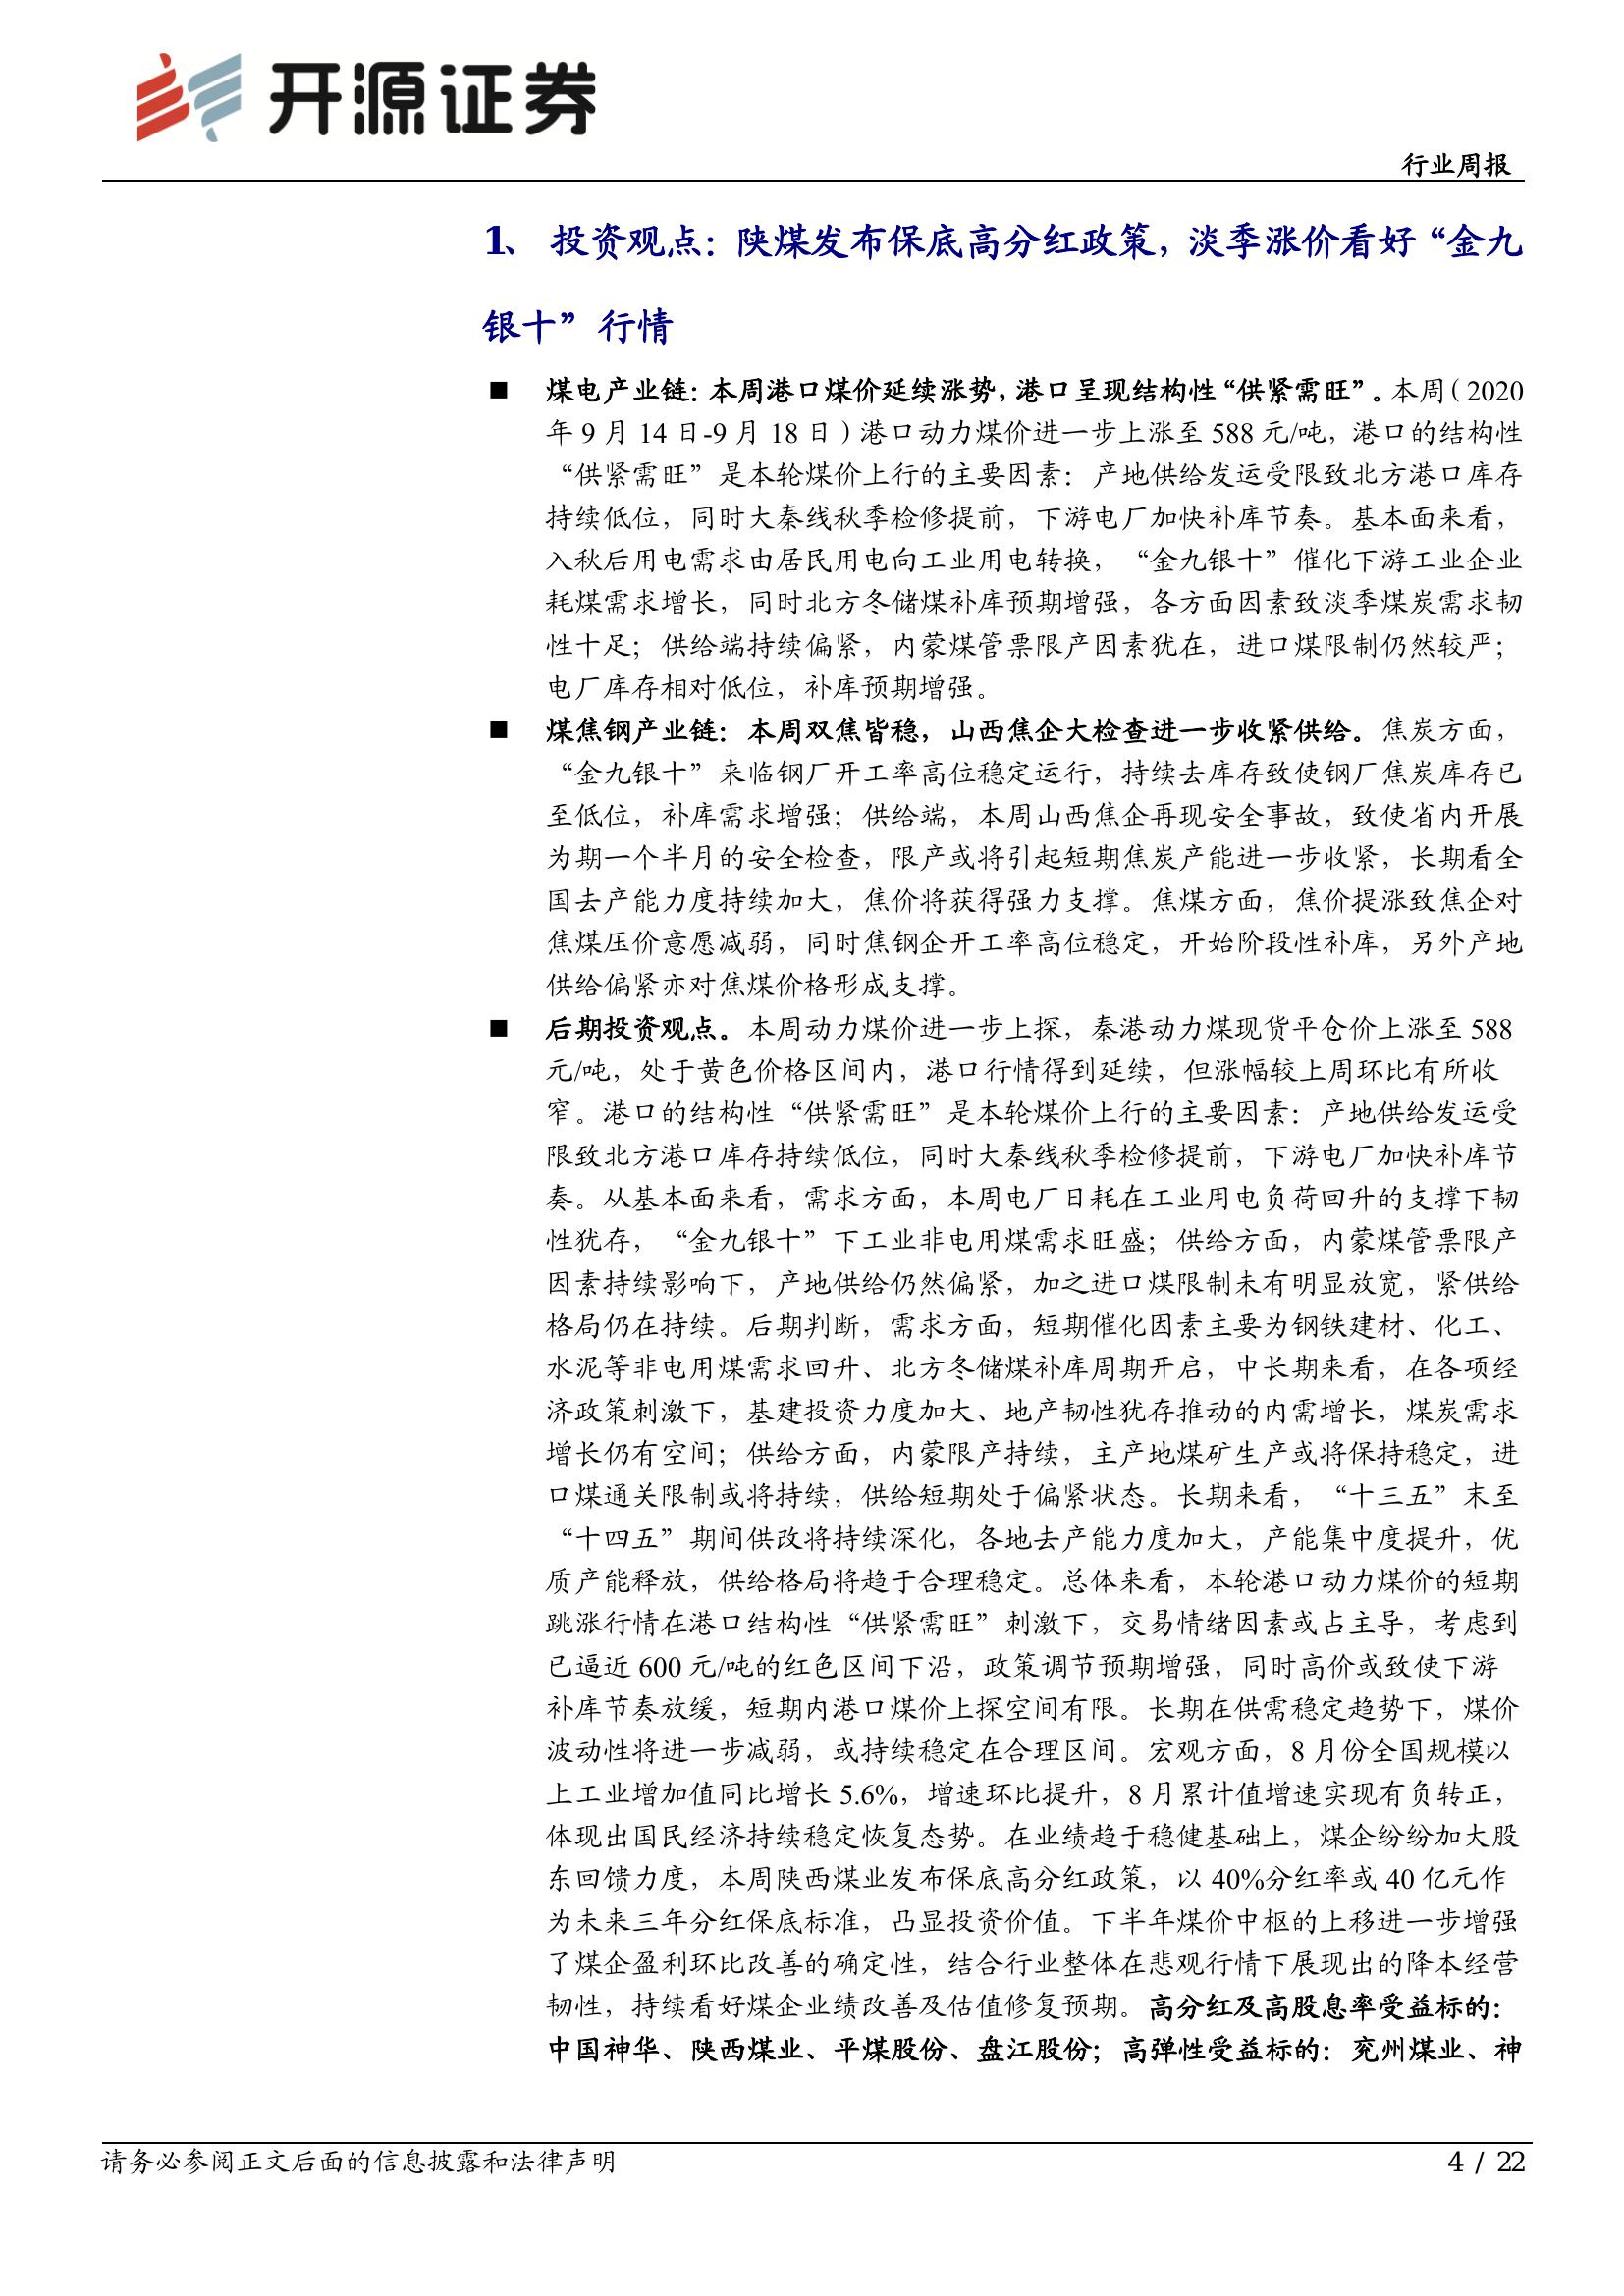 开源证券
行业周报
1、 投资观点：陕煤发布保底高分红政策，淡季涨价看好“金九
银十”行情
■ 煤电产业链：本周港口煤价延续涨势，港口呈现结构性“供紧需旺”。本周（2020
年 9 月 14 日-9 月 18 日）港口动力煤价进一步上涨至 588 元/吨，港口的结构性
“供紧需旺”是本轮煤价上行的主要因素：产地供给发运受限致北方港口库存
持续低位，同时大秦线秋季检修提前，下游电厂加快补库节奏。基本面来看，
入秋后用电需求由居民用电向工业用电转换，“金九银十”催化下游工业企业
耗煤需求增长，同时北方冬储煤补库预期增强，各方面因素致淡季煤炭需求韧
性十足；供给端持续偏紧，内蒙煤管票限产因素犹在，进口煤限制仍然较严；
电厂库存相对低位，补库预期增强。
■ 煤焦钢产业链：本周双焦皆稳，山西焦企大检查进一步收紧供给。焦炭方面，
“金九银十”来临钢厂开工率高位稳定运行，持续去库存致使钢厂焦炭库存已
至低位，补库需求增强；供给端，本周山西焦企再现安全事故，致使省内开展
为期一个半月的安全检查，限产或将引起短期焦炭产能进一步收紧，长期看全
国去产能力度持续加大，焦价将获得强力支撑。焦煤方面，焦价提涨致焦企对
焦煤压价意愿减弱，同时焦钢企开工率高位稳定，开始阶段性补库，另外产地
供给偏紧亦对焦煤价格形成支撑。
■ 后期投资观点。本周动力煤价进一步上探，秦港动力煤现货平仓价上涨至 588
元/吨，处于黄色价格区间内，港口行情得到延续，但涨幅较上周环比有所收
窄。港口的结构性“供紧需旺”是本轮煤价上行的主要因素：产地供给发运受
限致北方港口库存持续低位，同时大秦线秋季检修提前，下游电厂加快补库节
奏。从基本面来看，需求方面，本周电厂日耗在工业用电负荷回升的支撑下韧
性犹存，“金九银十”下工业非电用煤需求旺盛；供给方面，内蒙煤管票限产
因素持续影响下，产地供给仍然偏紧，加之进口煤限制未有明显放宽，紧供给
格局仍在持续。后期判断，需求方面，短期催化因素主要为钢铁建材、化工、
水泥等非电用煤需求回升、北方冬储煤补库周期开启，中长期来看，在各项经
济政策刺激下，基建投资力度加大、地产韧性犹存推动的内需增长，煤炭需求
增长仍有空间；供给方面，内蒙限产持续，主产地煤矿生产或将保持稳定，进
口煤通关限制或将持续，供给短期处于偏紧状态。长期来看，“十三五”末至
“十四五”期间供改将持续深化，各地去产能力度加大，产能集中度提升，优
质产能释放，供给格局将趋于合理稳定。总体来看，本轮港口动力煤价的短期
跳涨行情在港口结构性“供紧需旺”刺激下，交易情绪因素或占主导，考虑到
已逼近 600 元/吨的红色区间下沿，政策调节预期增强，同时高价或致使下游
补库节奏放缓，短期内港口煤价上探空间有限。长期在供需稳定趋势下，煤价
波动性将进一步减弱，或持续稳定在合理区间。宏观方面，8 月份全国规模以
上工业增加值同比增长 5.6%，增速环比提升，8 月累计值增速实现有负转正，
体现出国民经济持续稳定恢复态势。在业绩趋于稳健基础上，煤企纷纷加大股
东回馈力度，本周陕西煤业发布保底高分红政策，以 40%分红率或 40 亿元作
为未来三年分红保底标准，凸显投资价值。下半年煤价中枢的上移进一步增强
了煤企盈利环比改善的确定性，结合行业整体在悲观行情下展现出的降本经营
韧性，持续看好煤企业绩改善及估值修复预期。高分红及高股息率受益标的：
中国神华、陕西煤业、平煤股份、盘江股份；高弹性受益标的：兖州煤业、神
请务必参阅正文后面的信息披露和法律声明
4 / 22